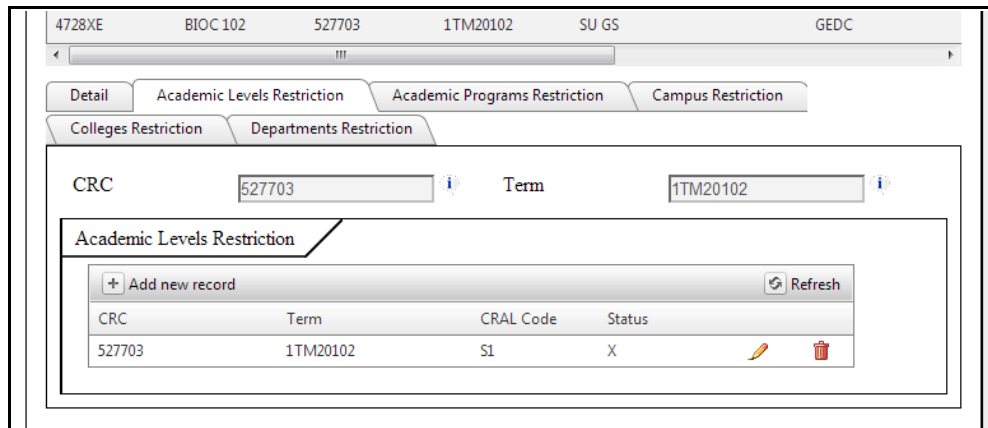 4728XE BIOC 102 527703 1TM20102 SU GS GEDC
Detail Academic Levels Restriction Academic Programs Restriction Campus Restriction
Colleges Restriction Departments Restriction
CRC 527703 i Term 1TM20102 i
Academic Levels Restriction
+ Add new record Refresh
CRC Term CRAL Code Status
527703 1TM20102 S1 X